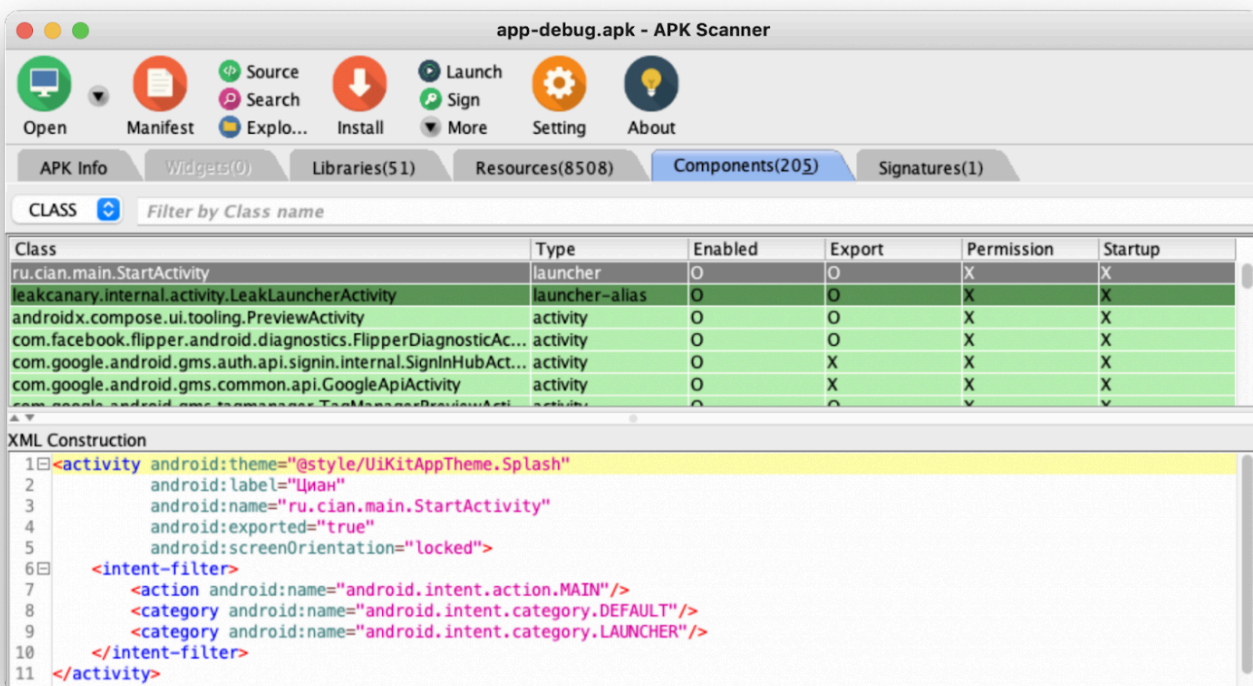 app-debug.apk - APK Scanner
Open
Manifest
Source
Search
Explo...
Install
Launch
Sign
More
Setting
About
APK Info Widgets(0) Libraries(51) Resources(8508) Components(205) Signatures(1)
CLASS Filter by Class name
Class Type Enabled Export Permission Startup
ru.cian.main.StartActivity launcher O O X X
leakcanary.internal.activity.LeakLauncherActivity launcher-alias O O X X
androidx.compose.ui.tooling.PreviewActivity activity O O X X
com.facebook.flipper.android.diagnostics.FlipperDiagnosticAc... activity O O X X
com.google.android.gms.auth.api.signin.internal.SignInHubAct... activity O X X X
com.google.android.gms.common.api.GoogleApiActivity activity O X X X
com.google.android.gms.tagmanager.TagManagerPreviewActi... activity O O X X
XML Construction
1 <activity android:theme="@style/UiKitAppTheme.Splash"
2 android:label="Циан"
3 android:name="ru.cian.main.StartActivity"
4 android:exported="true"
5 android:screenOrientation="locked">
6 <intent-filter>
7 <action android:name="android.intent.action.MAIN"/>
8 <category android:name="android.intent.category.DEFAULT"/>
9 <category android:name="android.intent.category.LAUNCHER"/>
10 </intent-filter>
11 </activity>